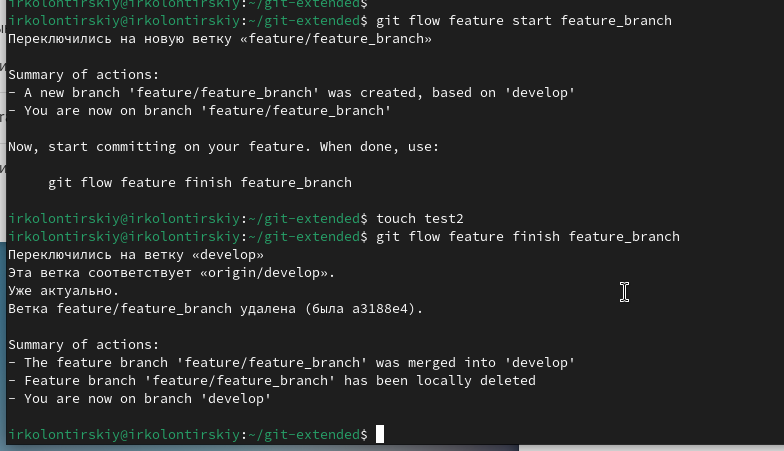 irkolontirskiy@irkolontirskiy:~/git-extended$
irkolontirskiy@irkolontirskiy:~/git-extended$ git flow feature start feature_branch
Переключились на новую ветку «feature/feature_branch»
Summary of actions:
- A new branch 'feature/feature_branch' was created, based on 'develop'
- You are now on branch 'feature/feature_branch'
Now, start committing on your feature. When done, use:
git flow feature finish feature_branch
irkolontirskiy@irkolontirskiy:~/git-extended$ touch test2
irkolontirskiy@irkolontirskiy:~/git-extended$ git flow feature finish feature_branch
Переключились на ветку «develop»
Эта ветка соответствует «origin/develop».
Уже актуально.
Ветка feature/feature_branch удалена (была a3188e4).
Summary of actions:
- The feature branch 'feature/feature_branch' was merged into 'develop'
- Feature branch 'feature/feature_branch' has been locally deleted
- You are now on branch 'develop'
irkolontirskiy@irkolontirskiy:~/git-extended$